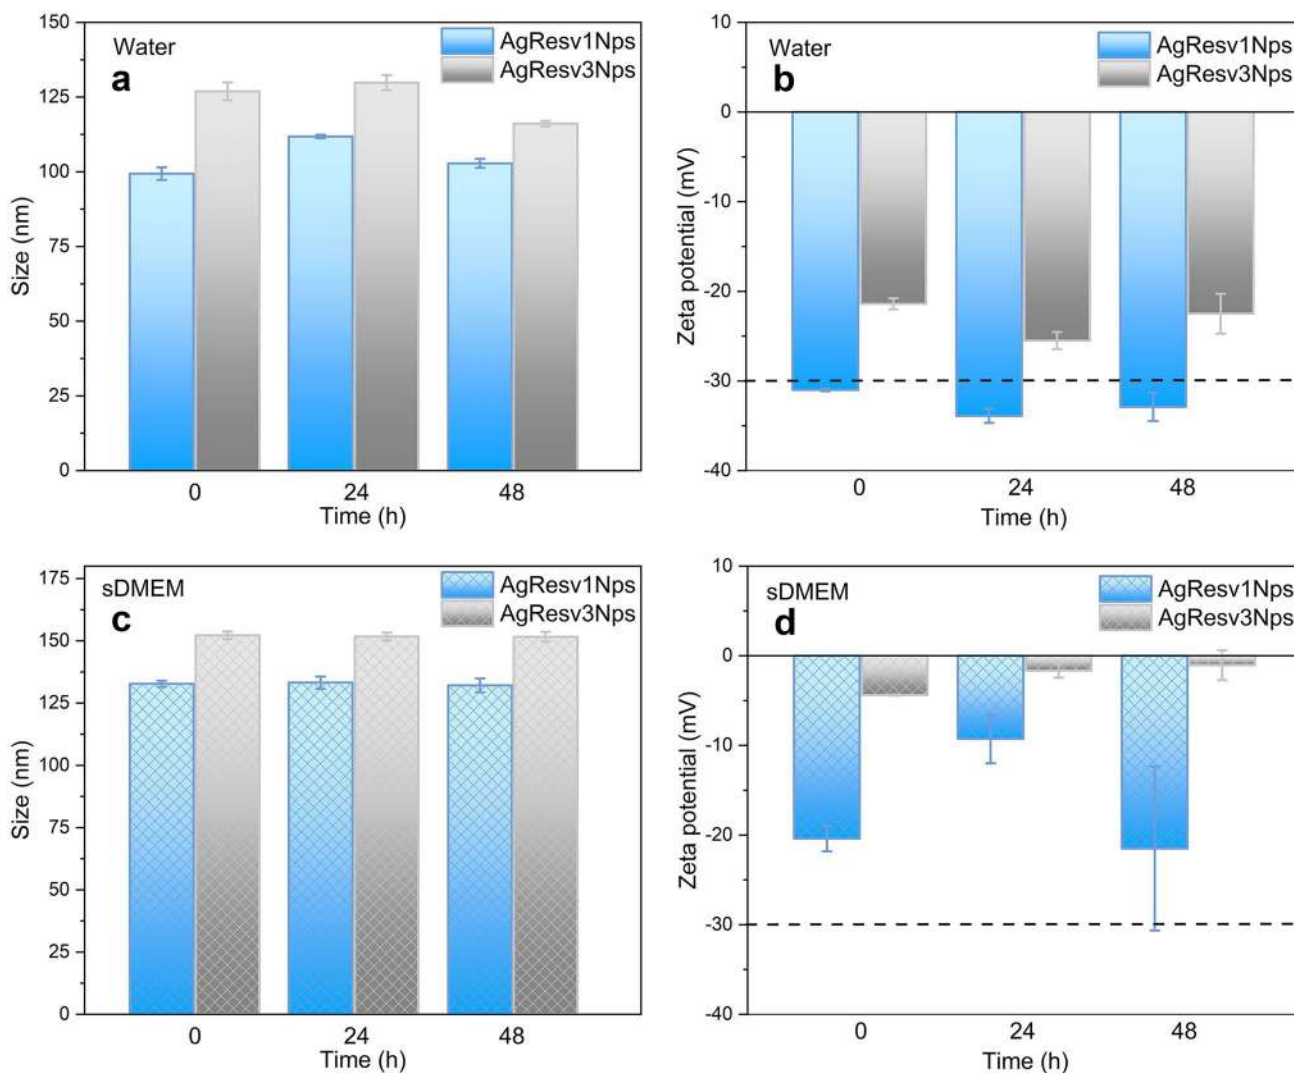 Water
a
AgResv1Nps
AgResv3Nps
Size (nm)
150
125
100
75
50
25
0
0 24 48
Time (h)
Water
b
AgResv1Nps
AgResv3Nps
Zeta potential (mV)
10
0
-10
-20
-30
-40
0 24 48
Time (h)
sDMEM
c
AgResv1Nps
AgResv3Nps
Size (nm)
175
150
125
100
75
50
25
0
0 24 48
Time (h)
sDMEM
d
AgResv1Nps
AgResv3Nps
Zeta potential (mV)
10
0
-10
-20
-30
-40
0 24 48
Time (h)